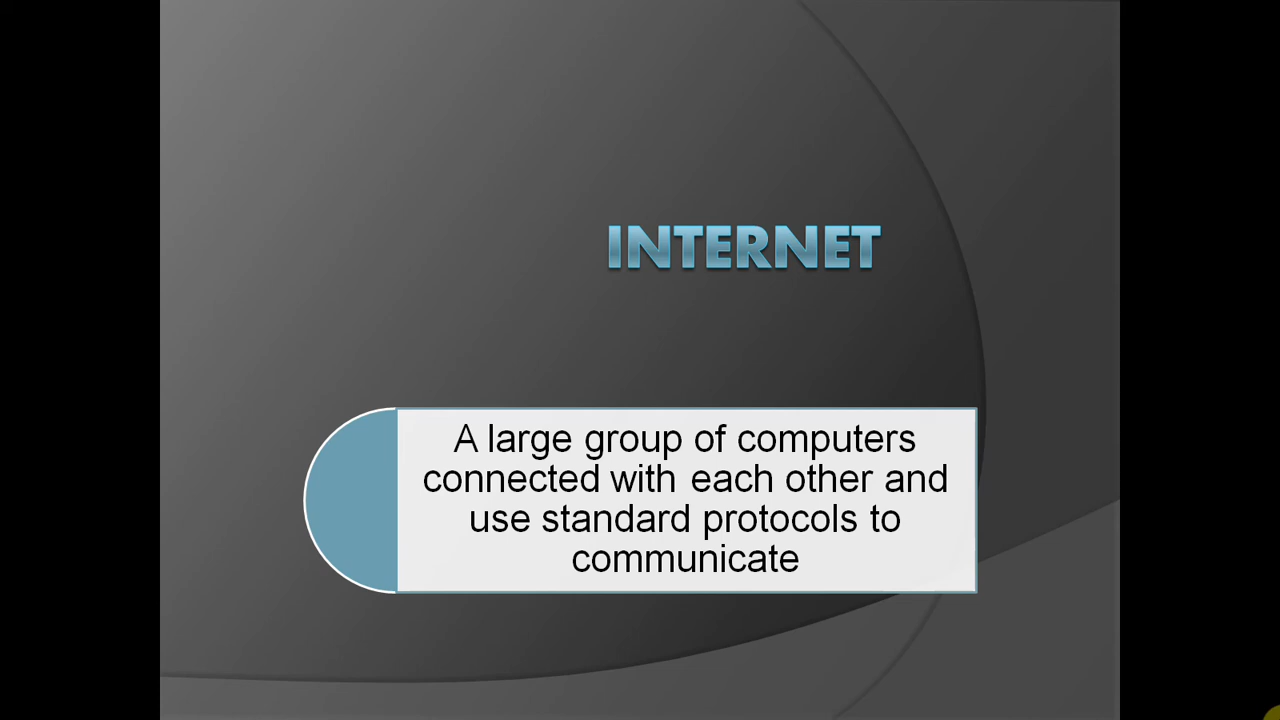 INTERNET
A large group of computers
connected with each other and
use standard protocols to
communicate